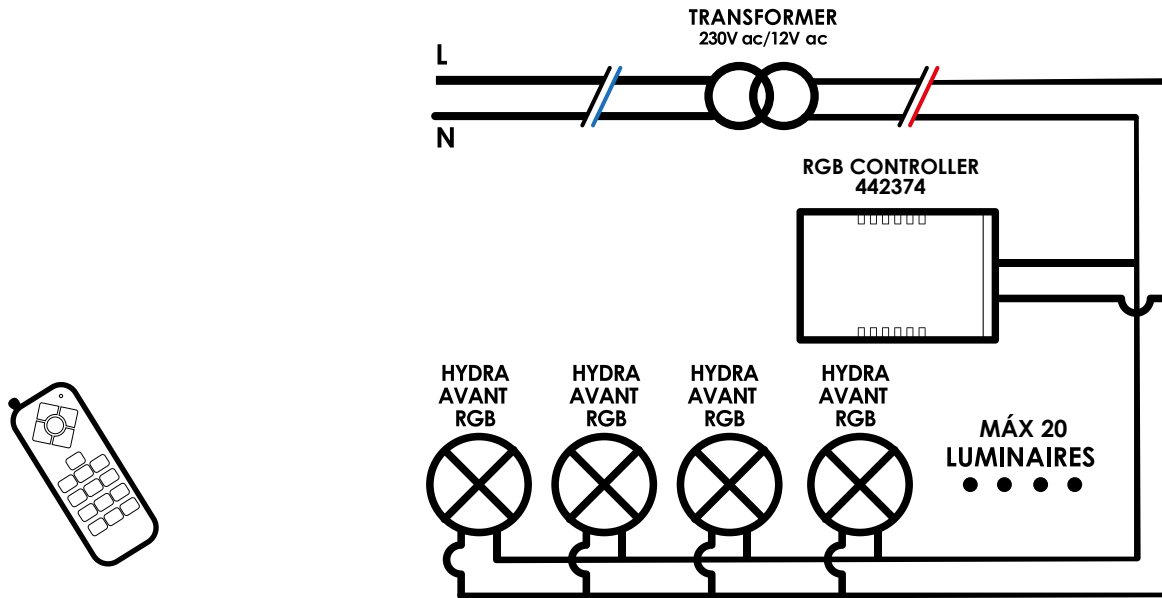 TRANSFORMER
230V ac/12V ac
L
N
RGB CONTROLLER
442374
HYDRA
AVANT
RGB
HYDRA
AVANT
RGB
HYDRA
AVANT
RGB
HYDRA
AVANT
RGB
MÁX 20
LUMINAIRES